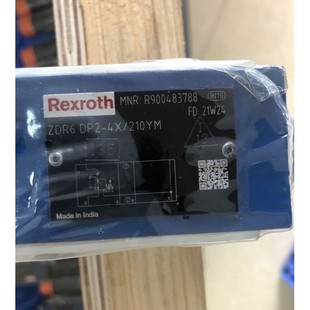 Rexroth
MNR: R900483788
FD: 21W24
ZDR6 DP2-4X/210YM
Made in India